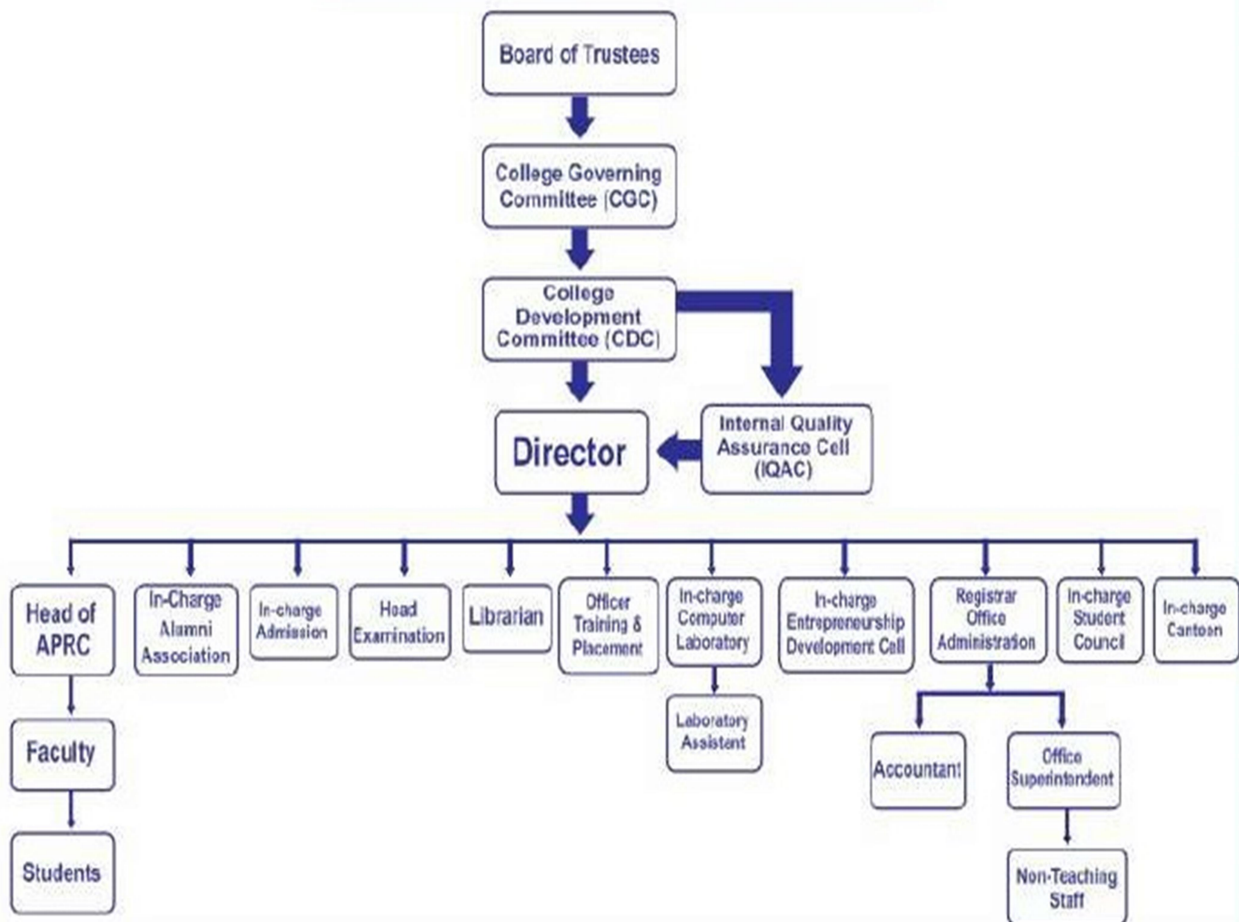 Board of Trustees
College Governing
Committee (CGC)
College
Development
Committee (CDC)
Director
Internal Quality
Assurance Cell
(IQAC)
Head of
APRC
In-Charge
Alumni
Association
In-charge
Admission
Head
Examination
Librarian
Officer
Training &
Placement
In-charge
Computer
Laboratory
In-charge
Entrepreneurship
Development Cell
Registrar
Office
Administration
In-charge
Student
Council
In-charge
Canteen
Faculty
Laboratory
Assistant
Accountant
Office
Superintendent
Students
Non-Teaching
Staff